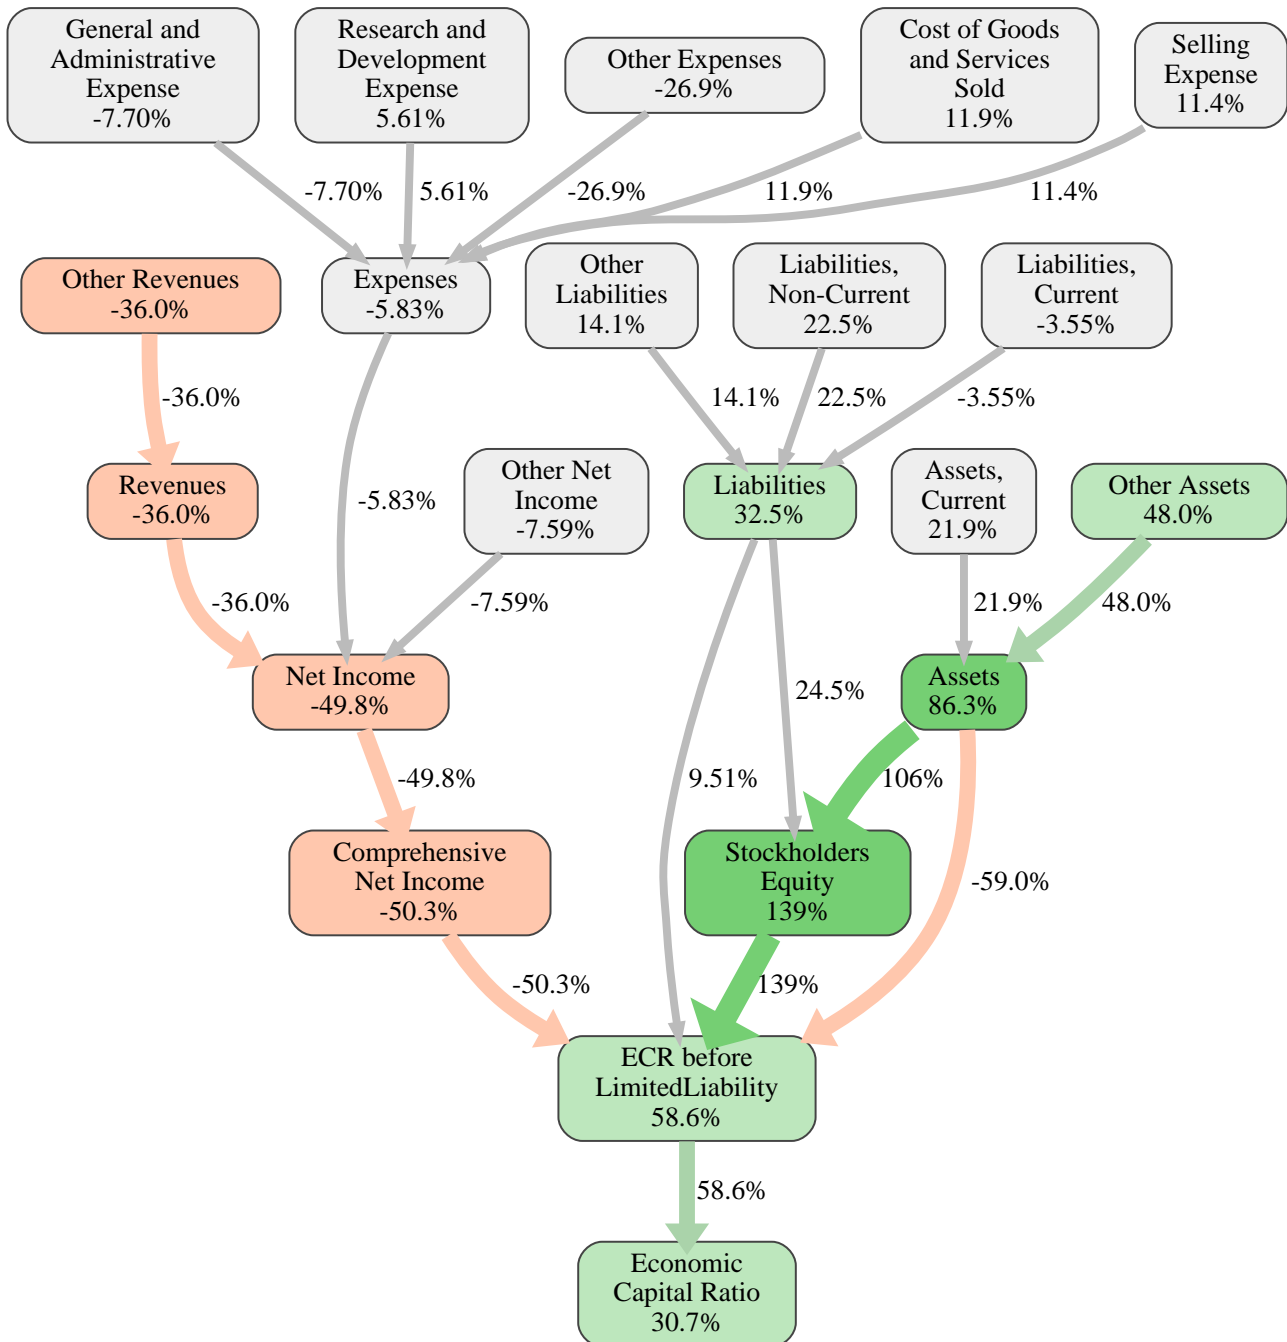 General and
Administrative
Expense
-7.70%
Research and
Development
Expense
5.61%
Other Expenses
-26.9%
Cost of Goods
and Services
Sold
11.9%
Selling
Expense
11.4%
-7.70%
5.61%
-26.9%
11.9%
11.4%
Other Revenues
-36.0%
Expenses
-5.83%
Other
Liabilities
14.1%
Liabilities,
Non-Current
22.5%
Liabilities,
Current
-3.55%
-36.0%
14.1%
22.5%
-3.55%
Revenues
-36.0%
-5.83%
Other Net
Income
-7.59%
Liabilities
32.5%
Assets,
Current
21.9%
Other Assets
48.0%
-36.0%
-7.59%
21.9%
48.0%
Net Income
-49.8%
24.5%
Assets
86.3%
-49.8%
9.51%
106%
Comprehensive
Net Income
-50.3%
Stockholders
Equity
139%
-59.0%
-50.3%
139%
ECR before
LimitedLiability
58.6%
58.6%
Economic
Capital Ratio
30.7%